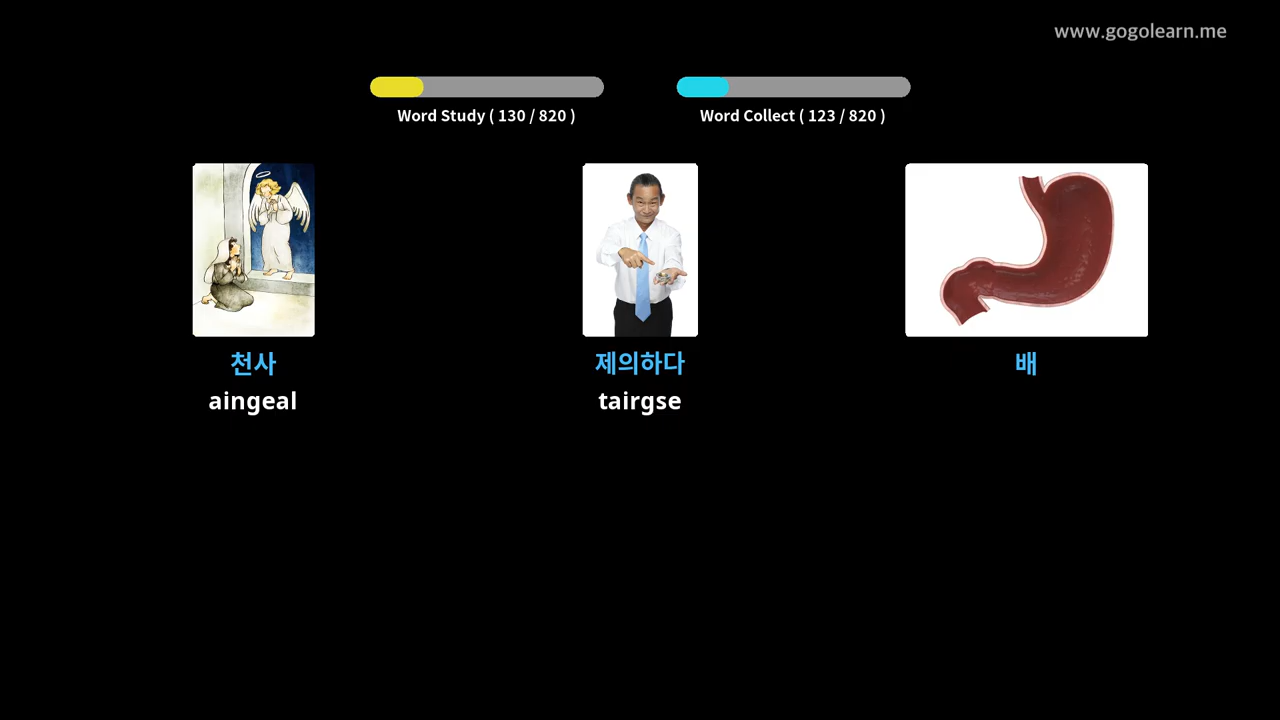 www.gogolearn.me
Word Study ( 130 / 820 )
Word Collect ( 123 / 820 )
천사
aingeal
제의하다
tairgse
배